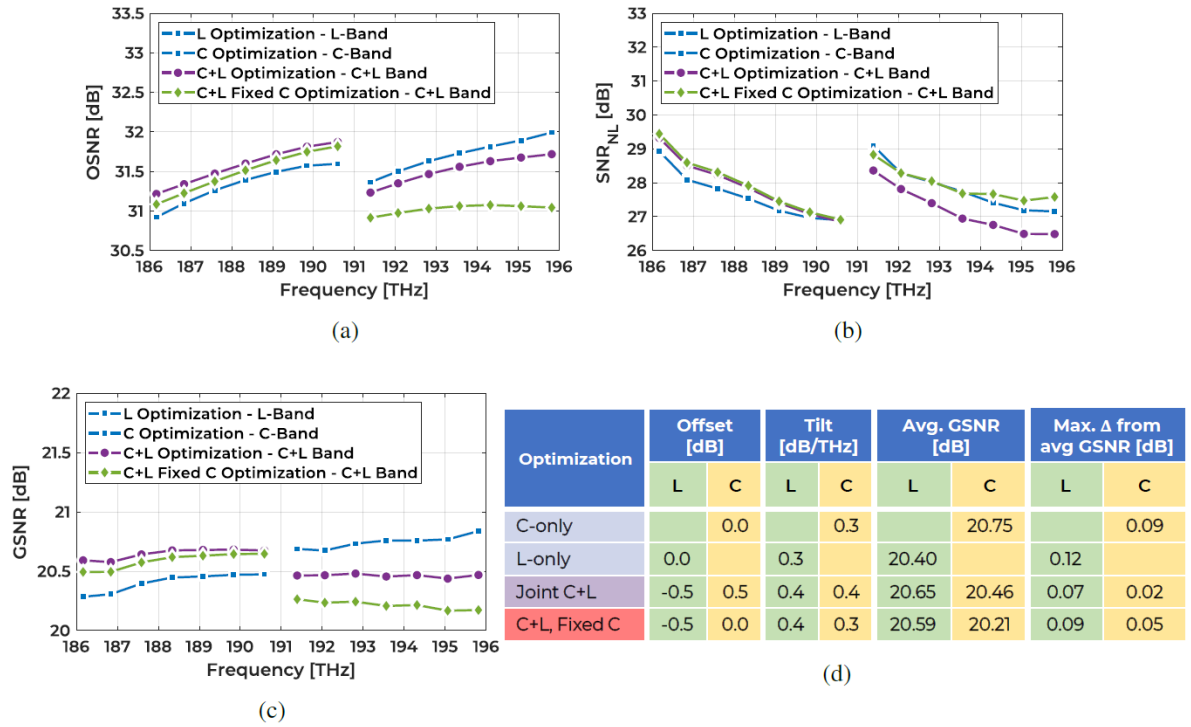 33.5
33
32.5
32
31.5
31
30.5
OSNR [dB]
L Optimization - L-Band
C Optimization - C-Band
C+L Optimization - C+L Band
C+L Fixed C Optimization - C+L Band
186 187 188 189 190 191 192 193 194 195 196
Frequency [THz]
(a)
33
32
31
30
29
28
27
26
SNRNL [dB]
L Optimization - L-Band
C Optimization - C-Band
C+L Optimization - C+L Band
C+L Fixed C Optimization - C+L Band
186 187 188 189 190 191 192 193 194 195 196
Frequency [THz]
(b)
22
21.5
21
20.5
20
GSNR [dB]
L Optimization - L-Band
C Optimization - C-Band
C+L Optimization - C+L Band
C+L Fixed C Optimization - C+L Band
186 187 188 189 190 191 192 193 194 195 196
Frequency [THz]
(c)
Optimization Offset [dB] Tilt [dB/THz] Avg. GSNR [dB] Max. Δ from avg GSNR [dB]
L C L C L C L C
C-only 0.0 0.3 20.75 0.09
L-only 0.0 0.3 20.40 0.12
Joint C+L -0.5 0.5 0.4 0.4 20.65 20.46 0.07 0.02
C+L, Fixed C -0.5 0.0 0.4 0.3 20.59 20.21 0.09 0.05
(d)